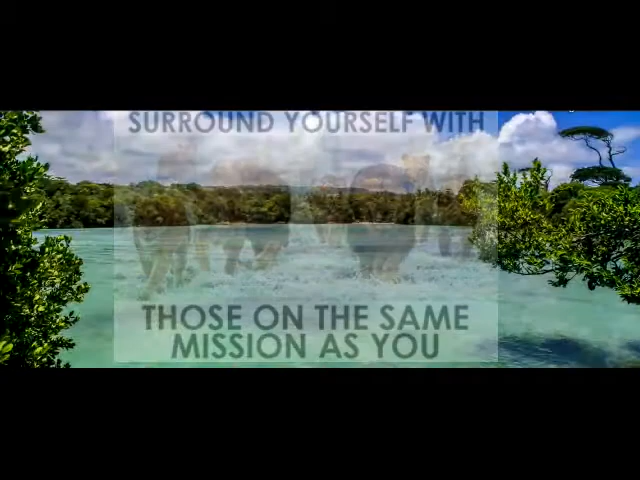 SURROUND YOURSELF WITH
THOSE ON THE SAME
MISSION AS YOU